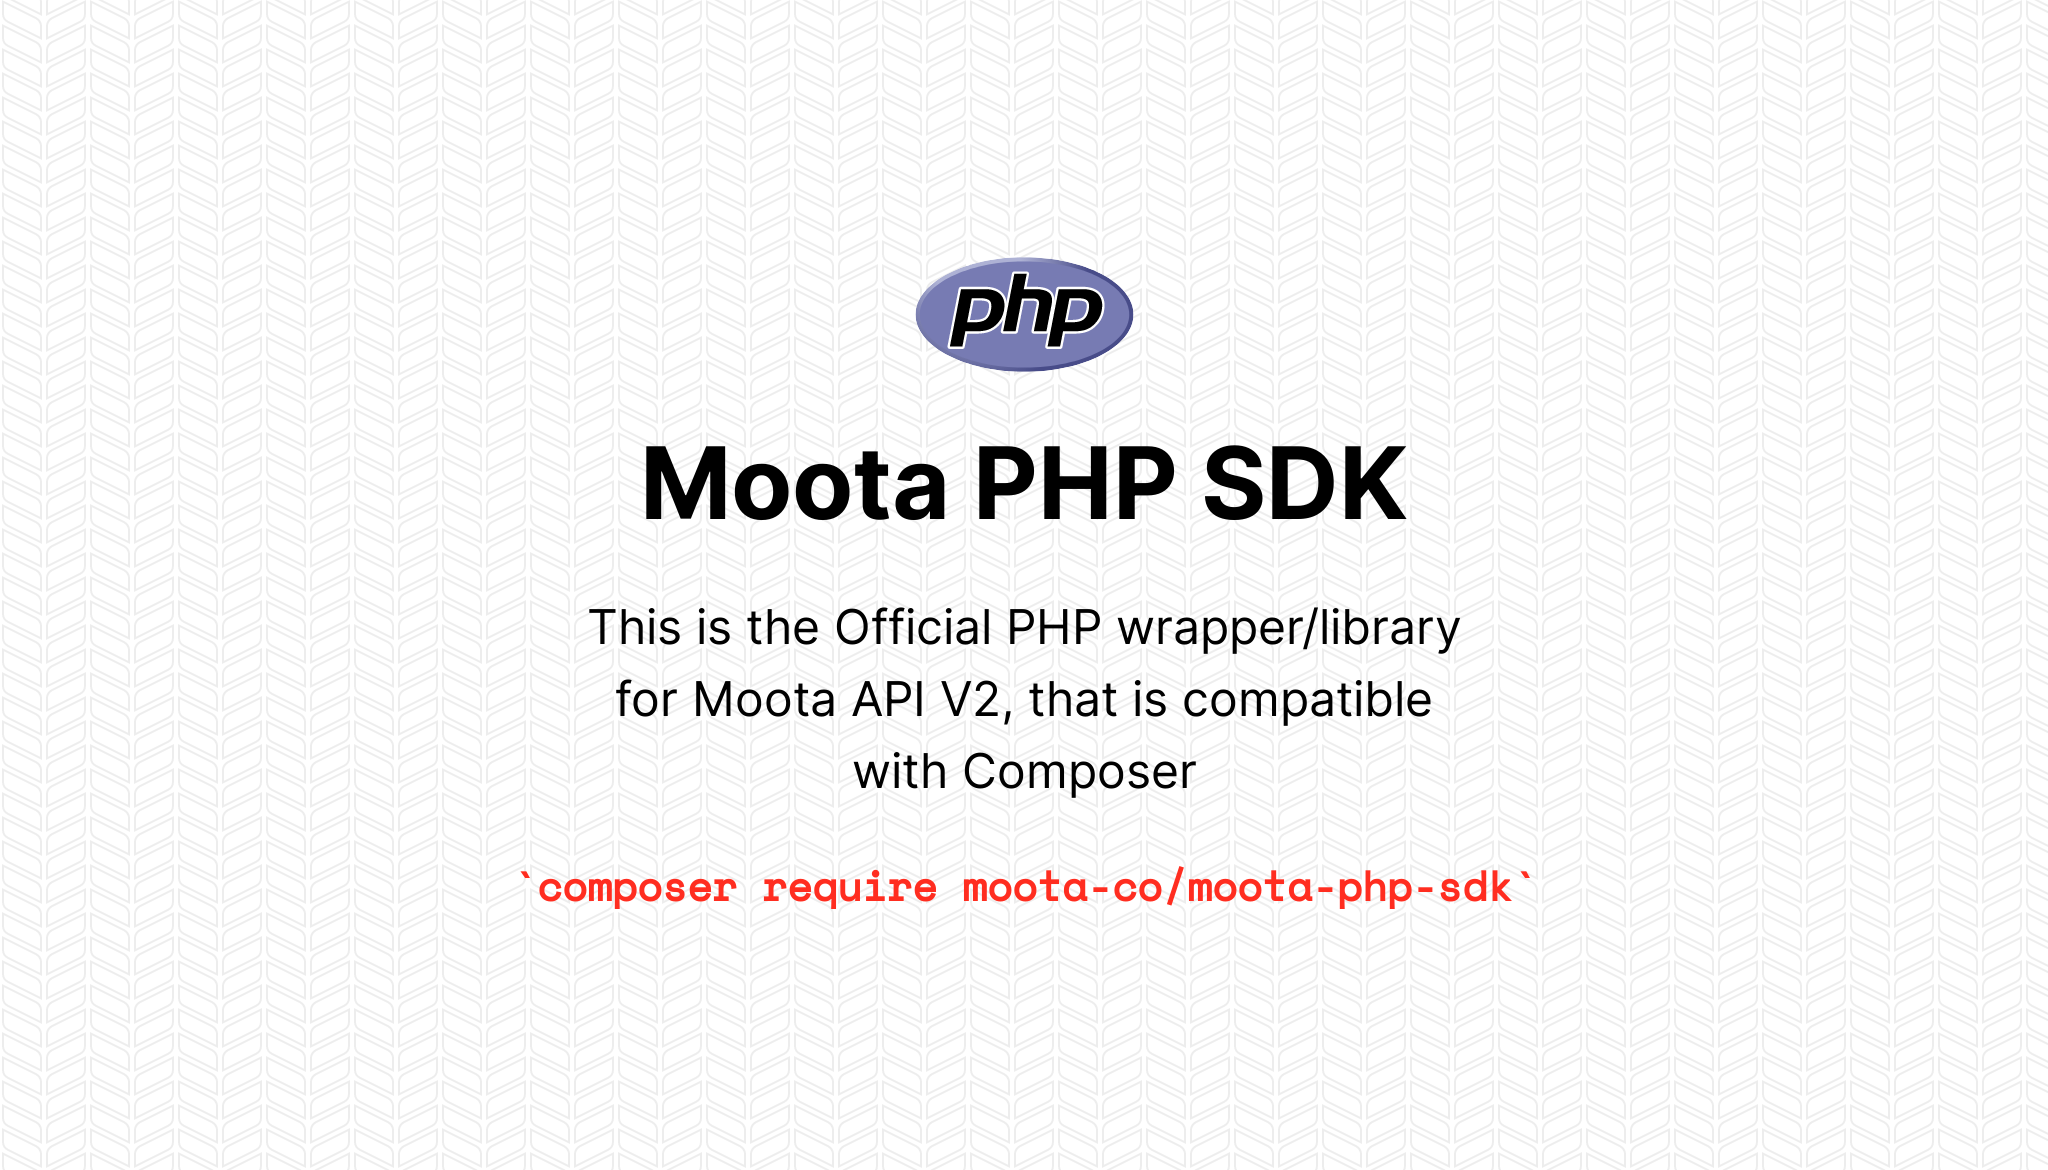 php
Moota PHP SDK
This is the Official PHP wrapper/library
for Moota API V2, that is compatible
with Composer
`composer require moota-co/moota-php-sdk`